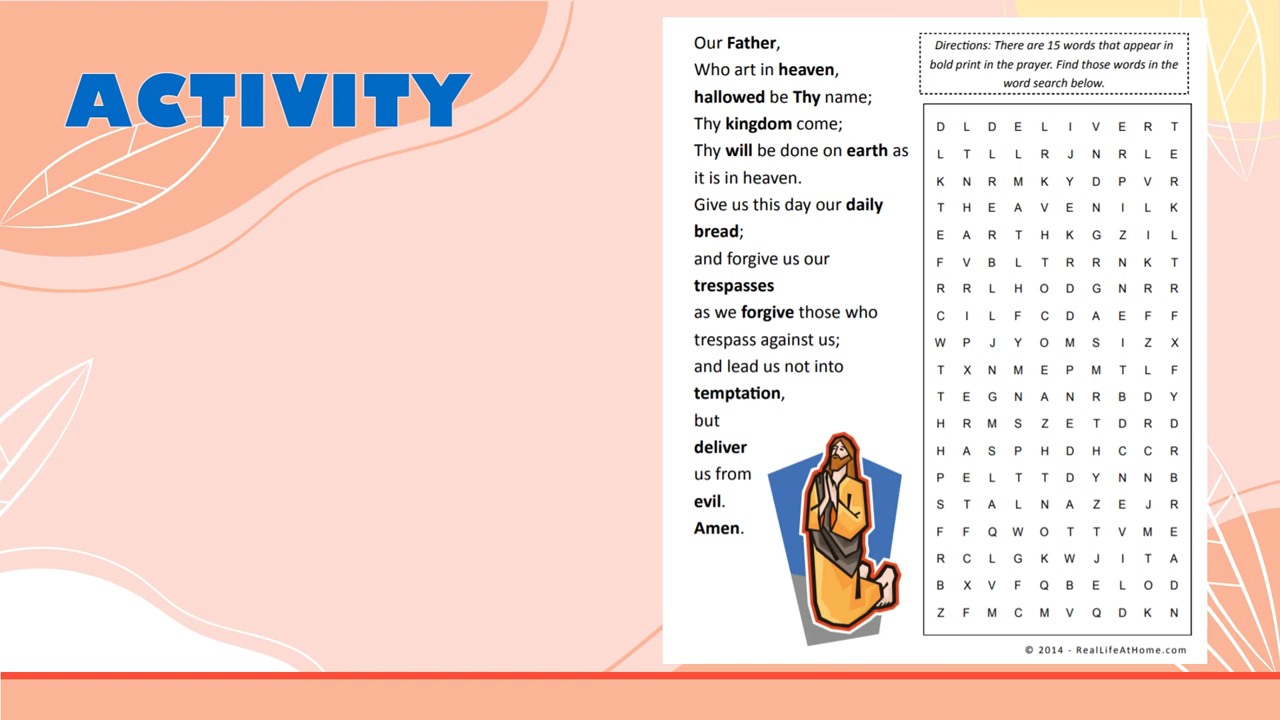 ACTIVITY
Our Father,
Who art in heaven,
hallowed be Thy name;
Thy kingdom come;
Thy will be done on earth as
it is in heaven.
Give us this day our daily
bread;
and forgive us our
trespasses
as we forgive those who
trespass against us;
and lead us not into
temptation,
but
deliver
us from
evil.
Amen.
Directions: There are 15 words that appear in
bold print in the prayer. Find those words in the
word search below.
D L D E L I V E R T
L T L L R J N R L E
K N R M K Y D P V R
T H E A V E N I L K
E A R T H K G Z I L
F V B L T R R N K T
R R L H O D G N R R
C I L F C D A E F F
W P J Y O M S I Z X
T X N M E P M T L F
T E G N A N R B D Y
H R M S Z E T D R D
H A S P H D H C C R
P E L T T D Y N N B
S T A L N A Z E J R
F F Q W O T T V M E
R C L G K W J I T A
B X V F Q B E L O D
Z F M C M V Q D K N
© 2014 - RealLifeAtHome.com